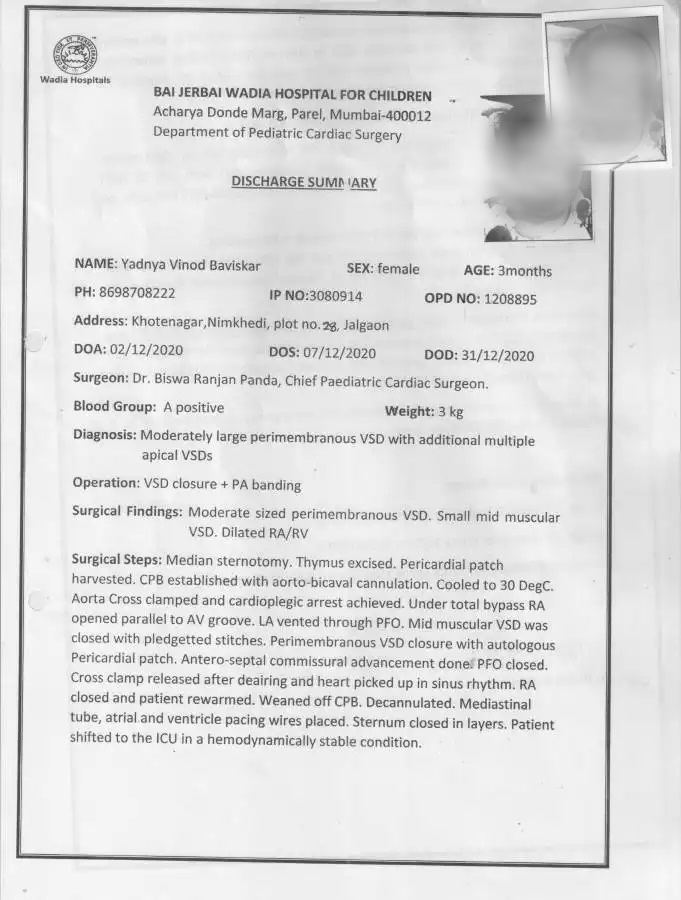 Wadia Hospitals
BAI JERBAI WADIA HOSPITAL FOR CHILDREN
Acharya Donde Marg, Parel, Mumbai-400012
Department of Pediatric Cardiac Surgery
DISCHARGE SUMMARY
NAME: Yadnya Vinod Baviskar SEX: female AGE: 3months
PH: 8698708222 IP NO:3080914 OPD NO: 1208895
Address: Khotenagar,Nimkhedi, plot no.28, Jalgaon
DOA: 02/12/2020 DOS: 07/12/2020 DOD: 31/12/2020
Surgeon: Dr. Biswa Ranjan Panda, Chief Paediatric Cardiac Surgeon.
Blood Group: A positive Weight: 3 kg
Diagnosis: Moderately large perimembranous VSD with additional multiple
apical VSDs
Operation: VSD closure + PA banding
Surgical Findings: Moderate sized perimembranous VSD. Small mid muscular
VSD. Dilated RA/RV
Surgical Steps: Median sternotomy. Thymus excised. Pericardial patch
harvested. CPB established with aorto-bicaval cannulation. Cooled to 30 DegC.
Aorta Cross clamped and cardioplegic arrest achieved. Under total bypass RA
opened parallel to AV groove. LA vented through PFO. Mid muscular VSD was
closed with pledgetted stitches. Perimembranous VSD closure with autologous
Pericardial patch. Antero-septal commissural advancement done. PFO closed.
Cross clamp released after deairing and heart picked up in sinus rhythm. RA
closed and patient rewarmed. Weaned off CPB. Decannulated. Mediastinal
tube, atrial and ventricle pacing wires placed. Sternum closed in layers. Patient
shifted to the ICU in a hemodynamically stable condition.